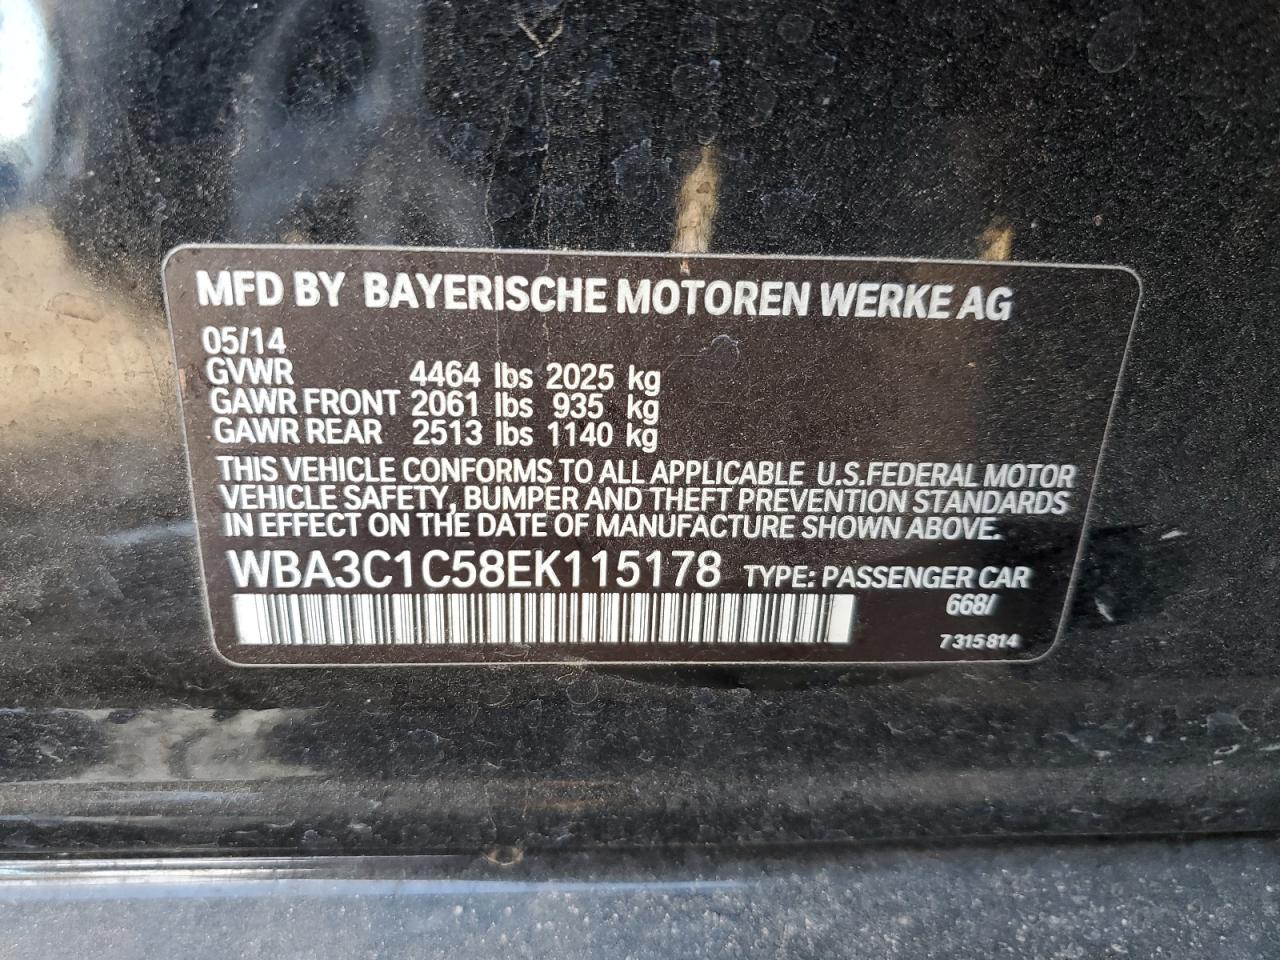 MFD BY BAYERISCHE MOTOREN WERKE AG
05/14
GVWR 4464 lbs 2025 kg
GAWR FRONT 2061 lbs 935 kg
GAWR REAR 2513 lbs 1140 kg
THIS VEHICLE CONFORMS TO ALL APPLICABLE U.S.FEDERAL MOTOR
VEHICLE SAFETY, BUMPER AND THEFT PREVENTION STANDARDS
IN EFFECT ON THE DATE OF MANUFACTURE SHOWN ABOVE.
WBA3C1C58EK115178 TYPE: PASSENGER CAR
668/
7 315 814